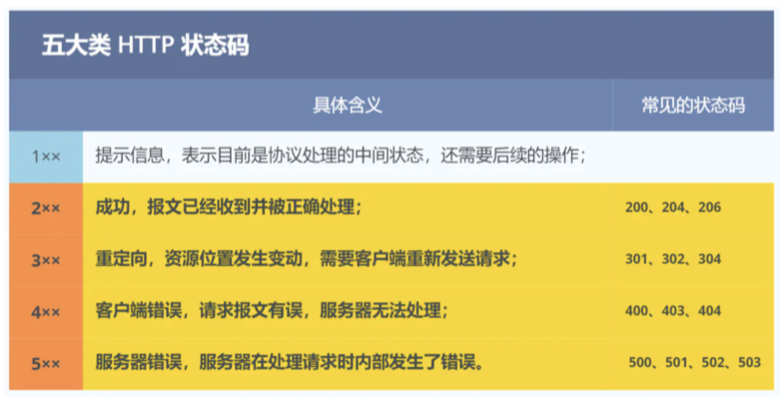 五大类 HTTP 状态码
具体含义 常见的状态码
1×× 提示信息，表示目前是协议处理的中间状态，还需要后续的操作；
2×× 成功，报文已经收到并被正确处理； 200、204、206
3×× 重定向，资源位置发生变动，需要客户端重新发送请求； 301、302、304
4×× 客户端错误，请求报文有误，服务器无法处理； 400、403、404
5×× 服务器错误，服务器在处理请求时内部发生了错误。 500、501、502、503